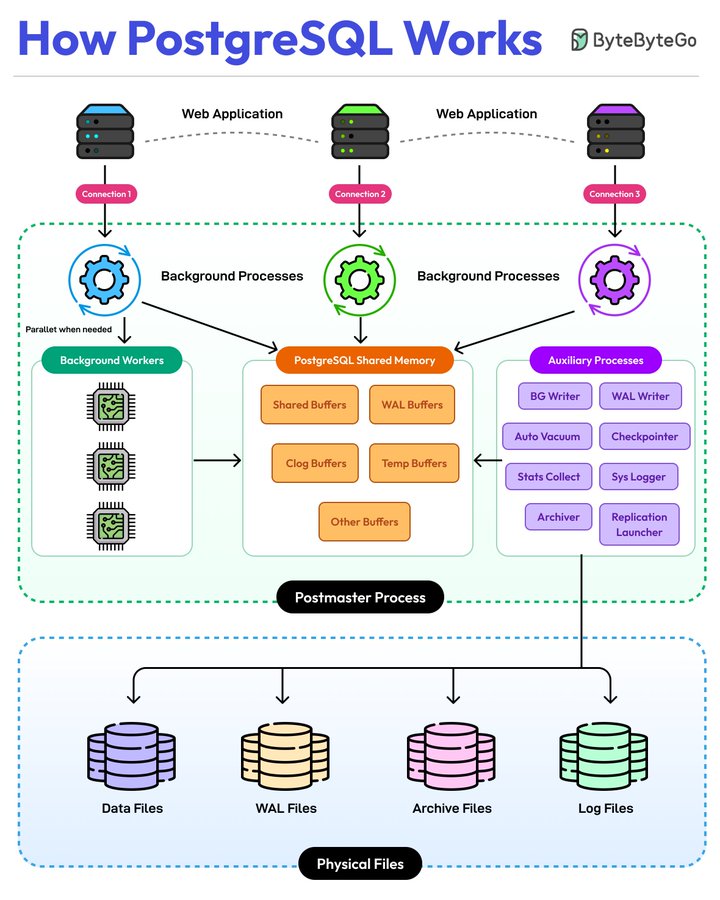 How PostgreSQL Works
ByteByteGo
Web Application
Web Application
Connection 1
Connection 2
Connection 3
Background Processes
Background Processes
Parallet when needed
Background Workers
PostgreSQL Shared Memory
Shared Buffers
WAL Buffers
Clog Buffers
Temp Buffers
Other Buffers
Auxiliary Processes
BG Writer
WAL Writer
Auto Vacuum
Checkpointer
Stats Collect
Sys Logger
Archiver
Replication
Launcher
Postmaster Process
Data Files
WAL Files
Archive Files
Log Files
Physical Files